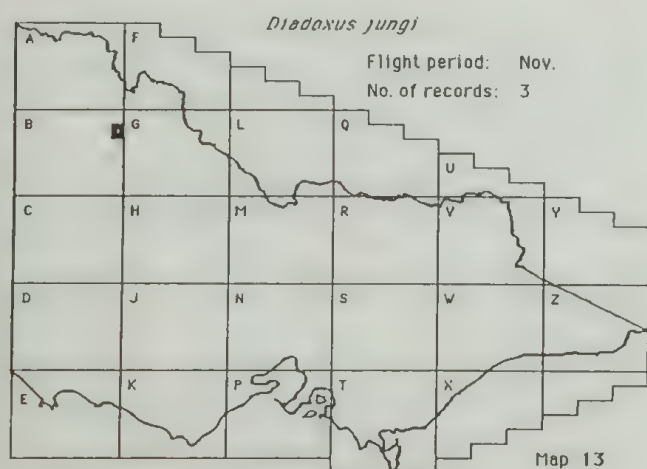 Diadoxus jungi
Flight period: Nov.
No. of records: 3
A F
B G L Q
U
C H M R V Y
D J N S W Z
E K P T X
Map 13